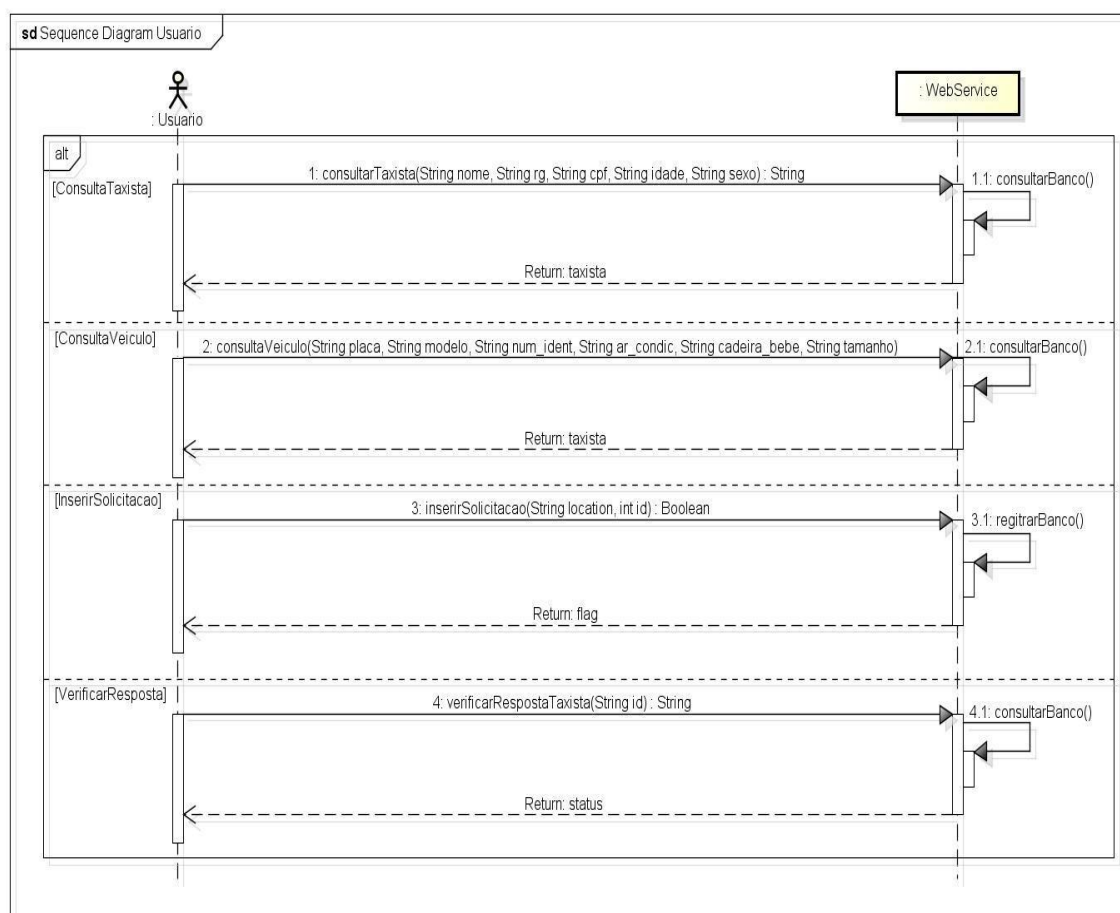 sd Sequence Diagram Usuario
: Usuario
: WebService
alt
[ConsultaTaxista]
1: consultarTaxista(String nome, String rg, String cpf, String idade, String sexo) : String
1.1: consultarBanco()
Return: taxista
[ConsultaVeiculo]
2: consultaVeiculo(String placa, String modelo, String num_ident, String ar_condic, String cadeira_bebe, String tamanho)
2.1: consultarBanco()
Return: taxista
[InserirSolicitacao]
3: inserirSolicitacao(String location, int id) : Boolean
3.1: regitrarBanco()
Return: flag
[VerificarResposta]
4: verificarRespostaTaxista(String id) : String
4.1: consultarBanco()
Return: status